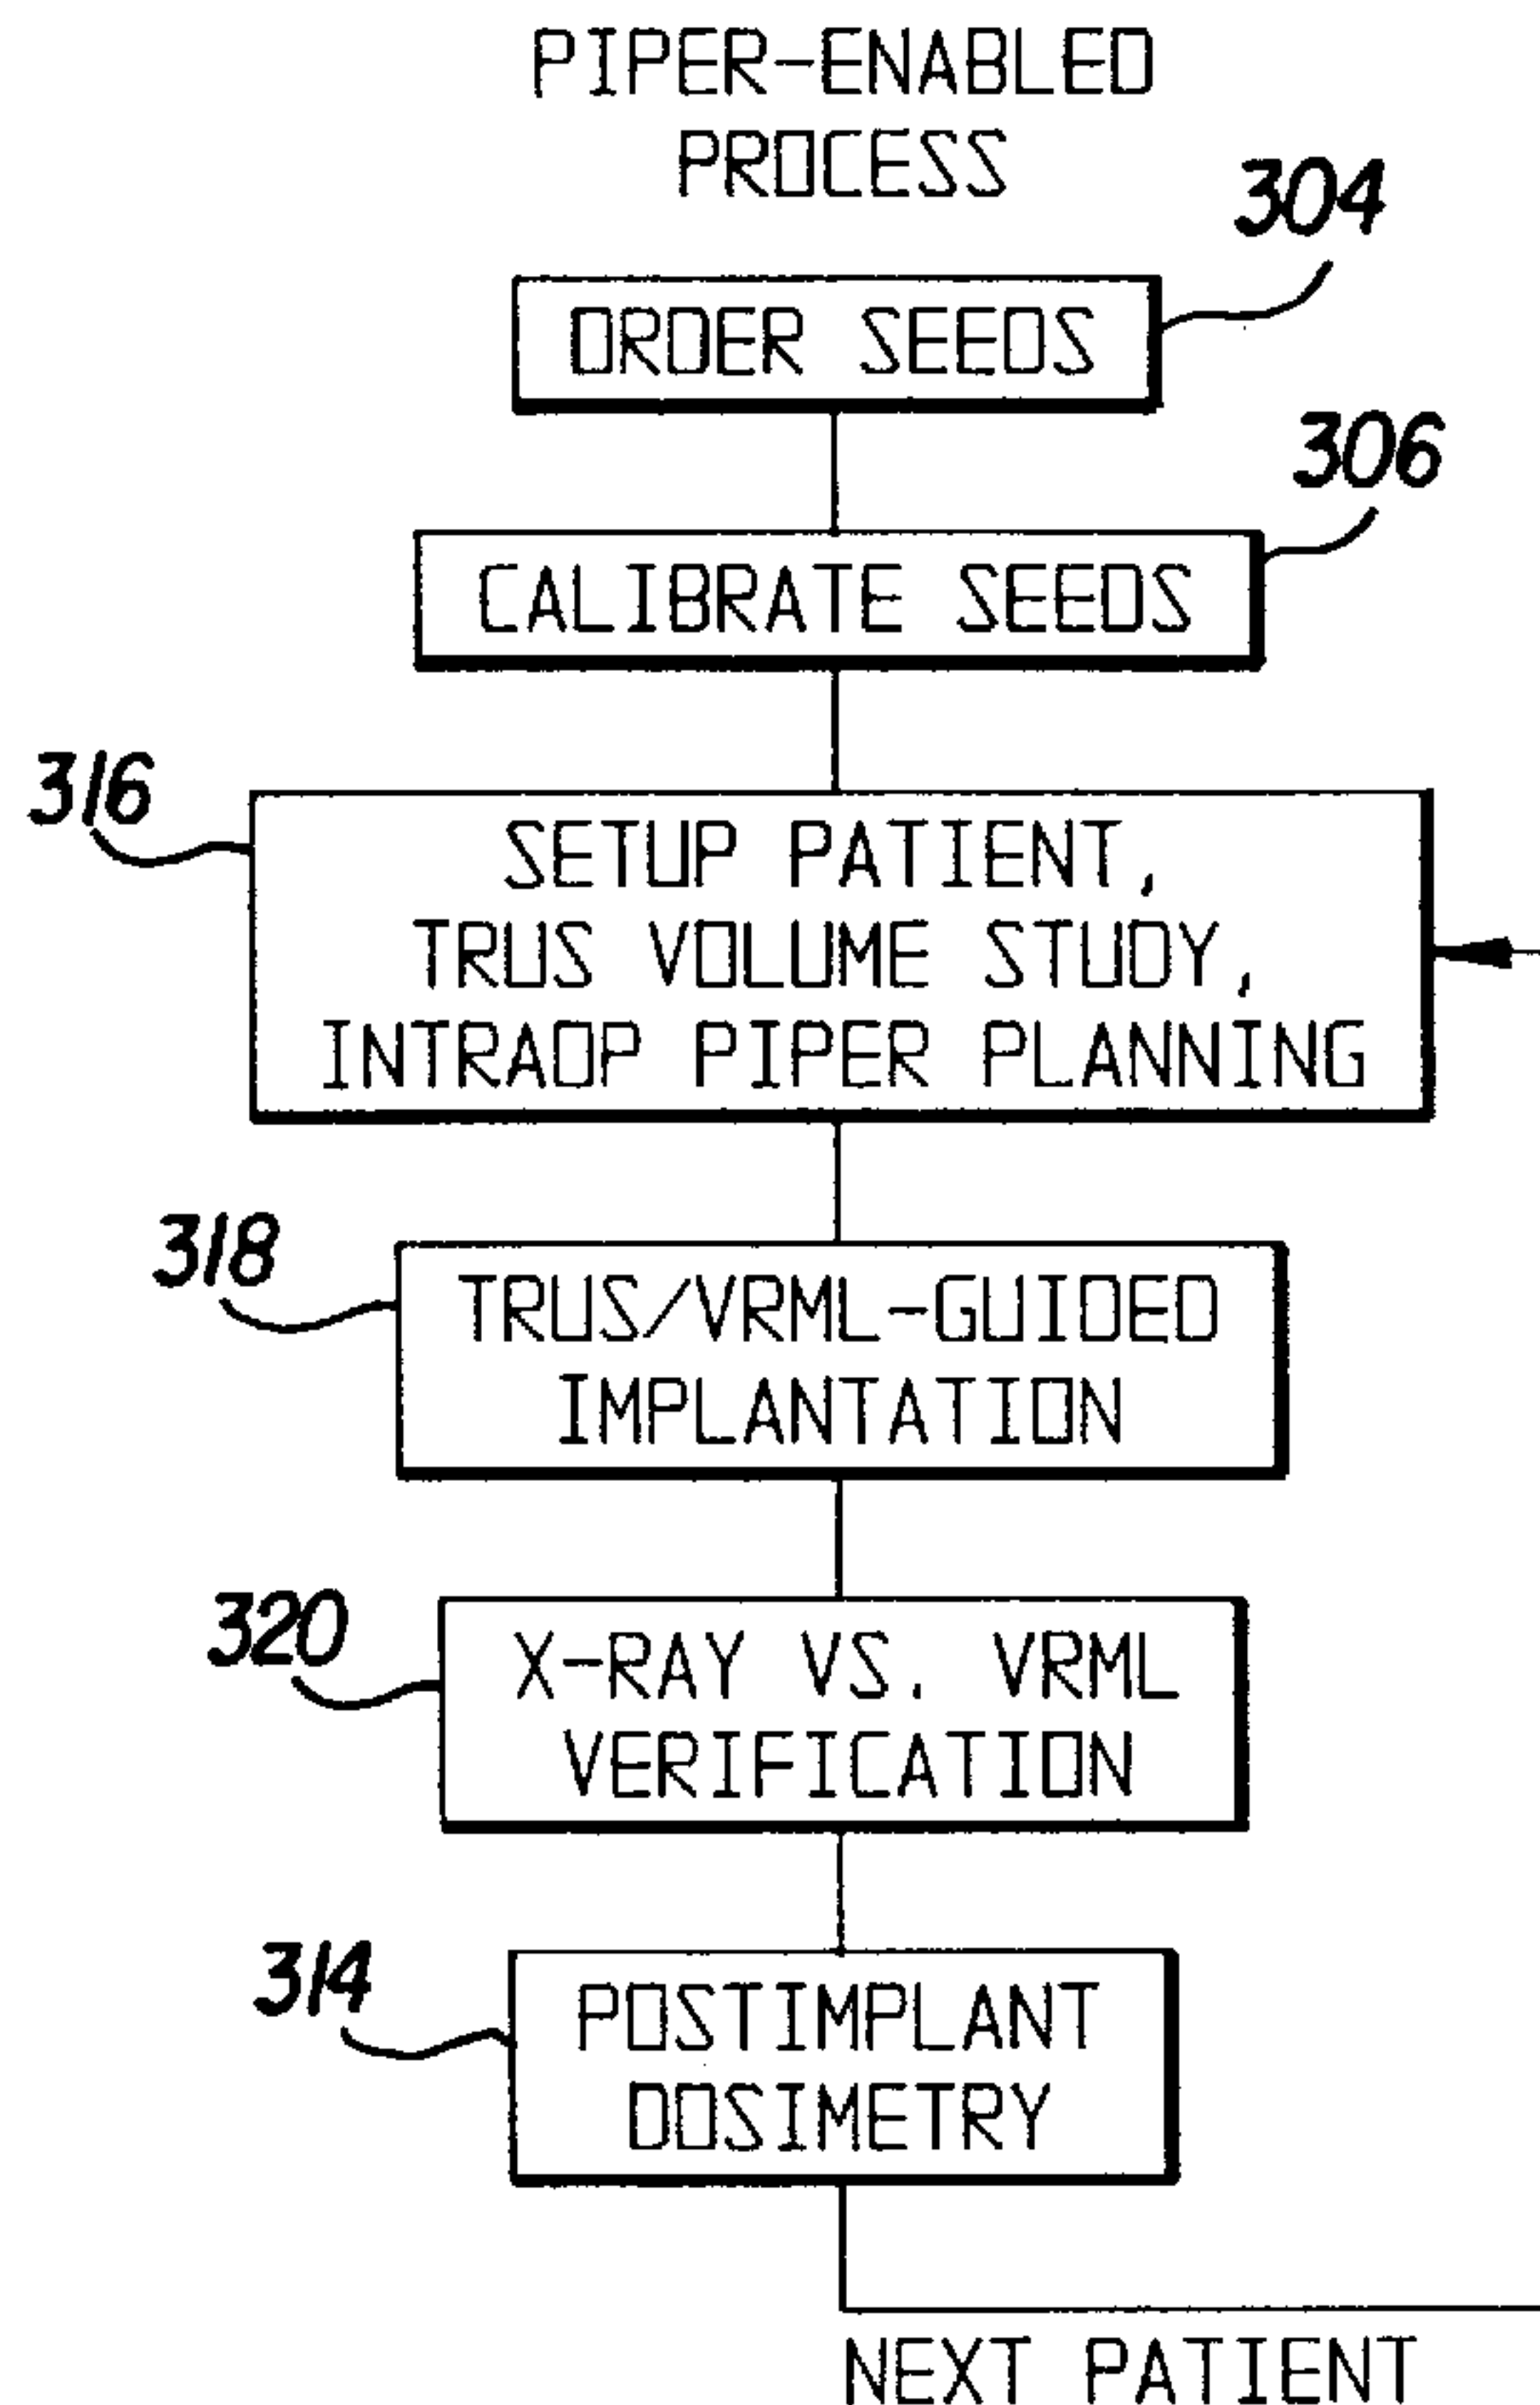 PIPER-ENABLED
PROCESS
304
ORDER SEEDS
306
CALIBRATE SEEDS
316
SETUP PATIENT,
TRUS VOLUME STUDY,
INTRAOP PIPER PLANNING
318
TRUS/VRML-GUIDED
IMPLANTATION
320
X-RAY VS. VRML
VERIFICATION
314
POSTIMPLANT
DOSIMETRY
NEXT PATIENT